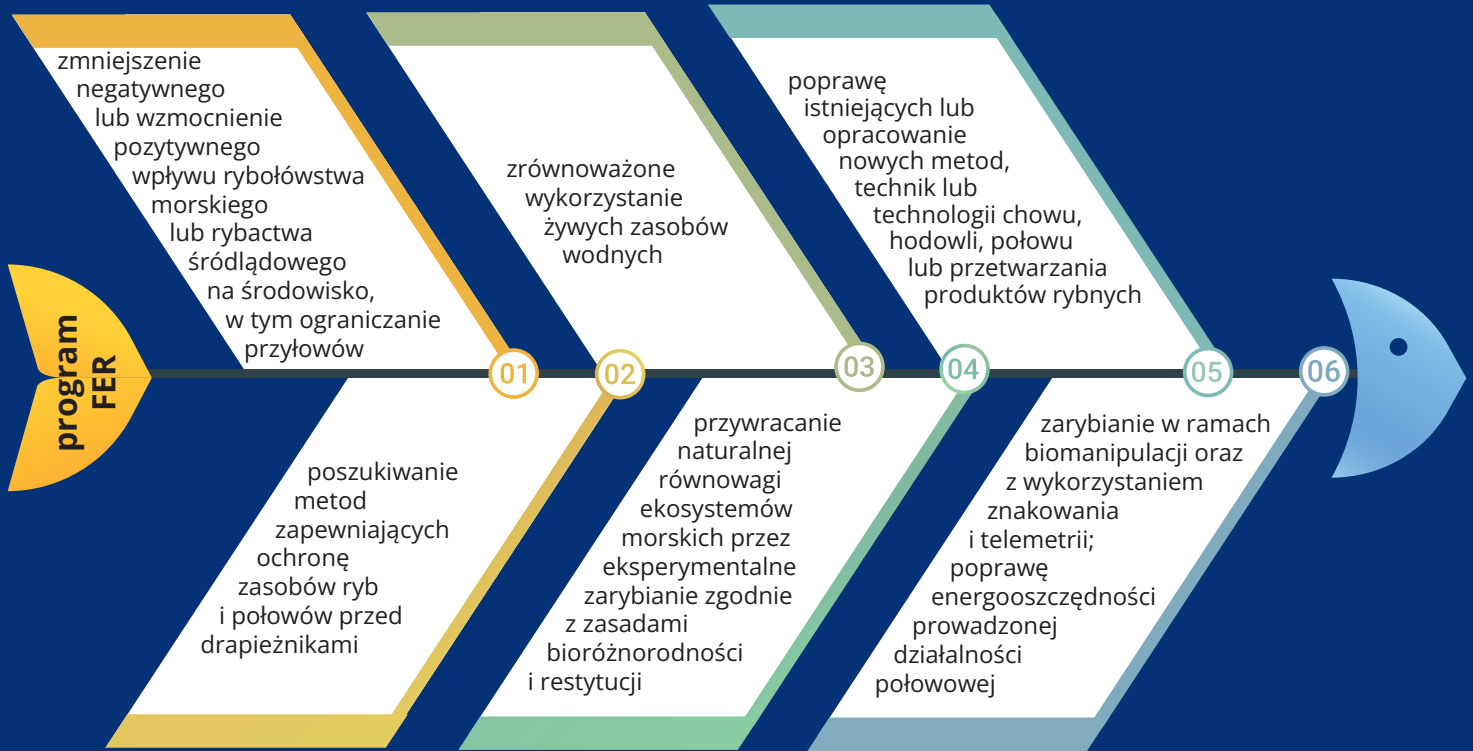 program
FER
zmniejszenie
negatywnego
lub wzmocnienie
pozytywnego
wpływu rybołówstwa
morskiego
lub rybactwa
śródlądowego
na środowisko,
w tym ograniczanie
przyłowów
01
poszukiwanie
metod
zapewniających
ochronę
zasobów ryb
i połowów przed
drapieżnikami
02
zrównoważone
wykorzystanie
żywych zasobów
wodnych
03
przywracanie
naturalnej
równowagi
ekosystemów
morskich przez
eksperymentalne
zarybianie zgodnie
z zasadami
bioróżnorodności
i restytucji
04
poprawę
istniejących lub
opracowanie
nowych metod,
technik lub
technologii chowu,
hodowli, połowu
lub przetwarzania
produktów rybnych
05
zarybianie w ramach
biomanipulacji oraz
z wykorzystaniem
znakowania
i telemetrii;
poprawę
energooszczędności
prowadzonej
działalności
połowowej
06